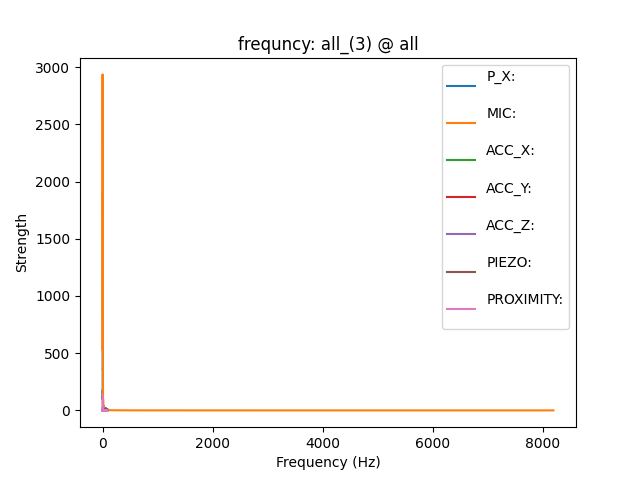 frequncy: all_(3) @ all
3000
2500
2000
1500
1000
500
0
Strength
0
2000
4000
6000
8000
Frequency (Hz)
P_X:
MIC:
ACC_X:
ACC_Y:
ACC_Z:
PIEZO:
PROXIMITY: